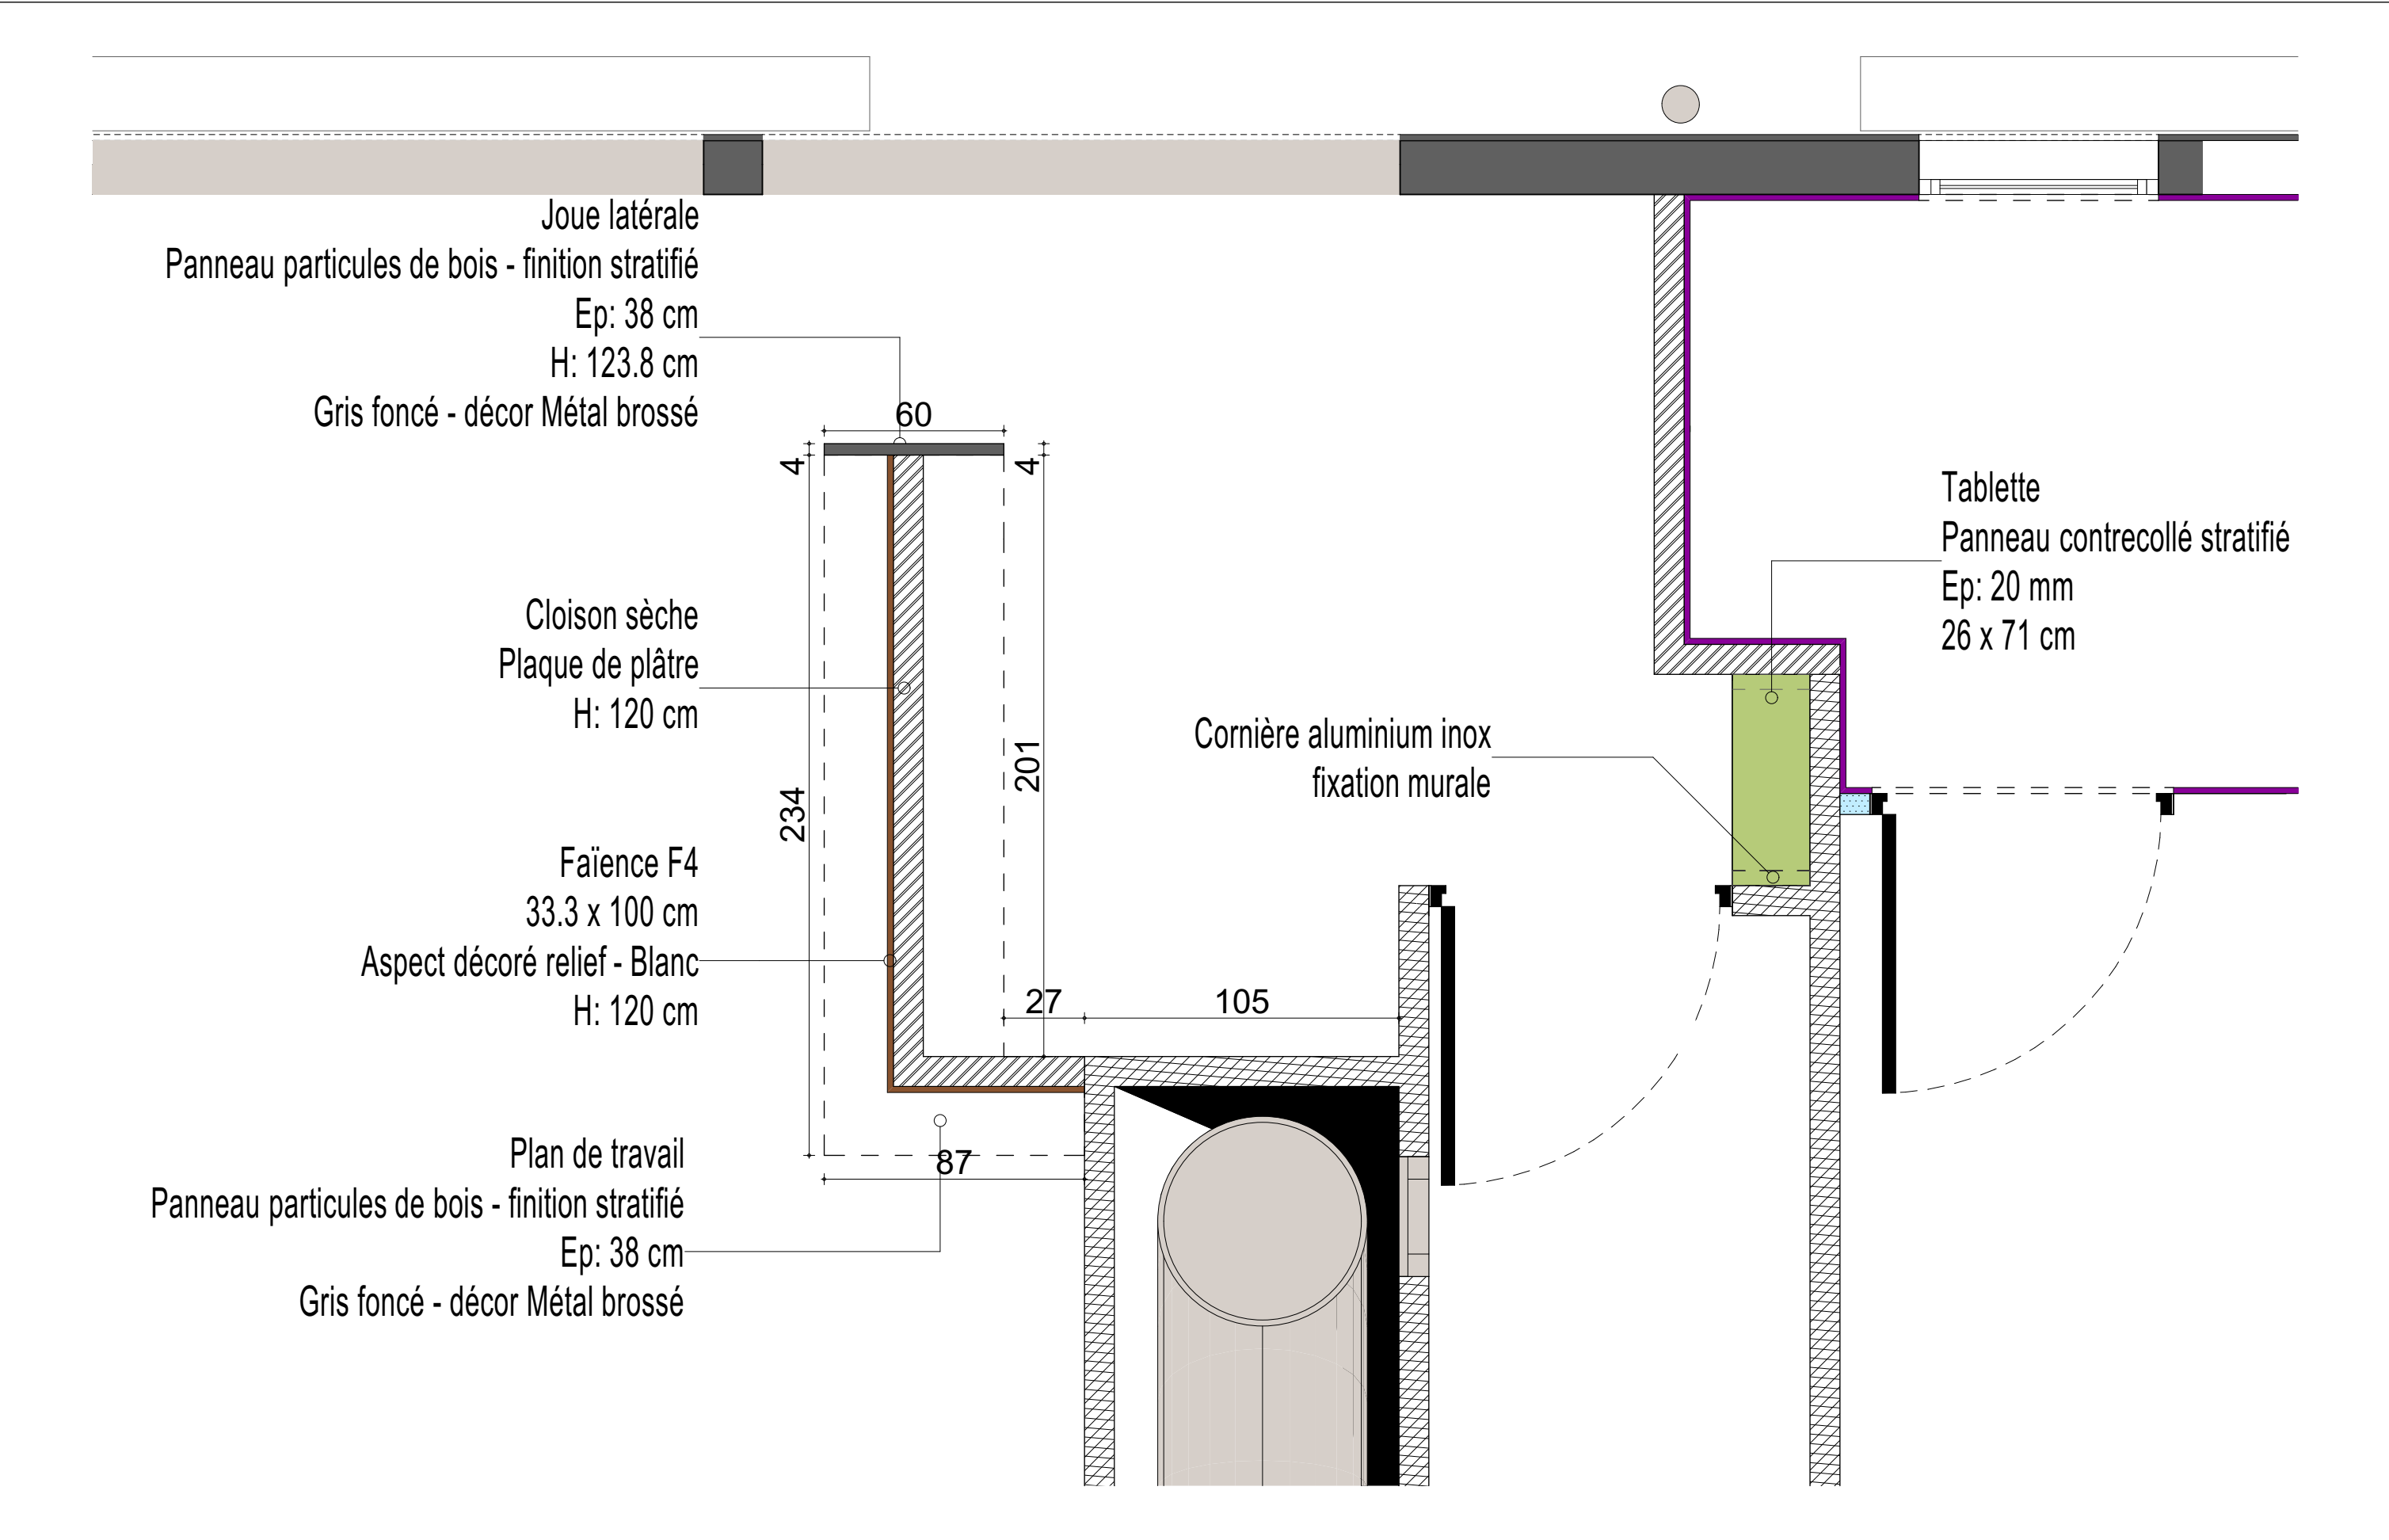 Joue latérale
Panneau particules de bois - finition stratifié
Ep: 38 cm
H: 123.8 cm
Gris foncé - décor Métal brossé
60
4
4
Tablette
Panneau contrecollé stratifié
Ep: 20 mm
26 x 71 cm
Cloison sèche
Plaque de plâtre
H: 120 cm
Cornière aluminium inox
fixation murale
201
234
Faïence F4
33.3 x 100 cm
Aspect décoré relief - Blanc
H: 120 cm
27
105
87
Plan de travail
Panneau particules de bois - finition stratifié
Ep: 38 cm
Gris foncé - décor Métal brossé